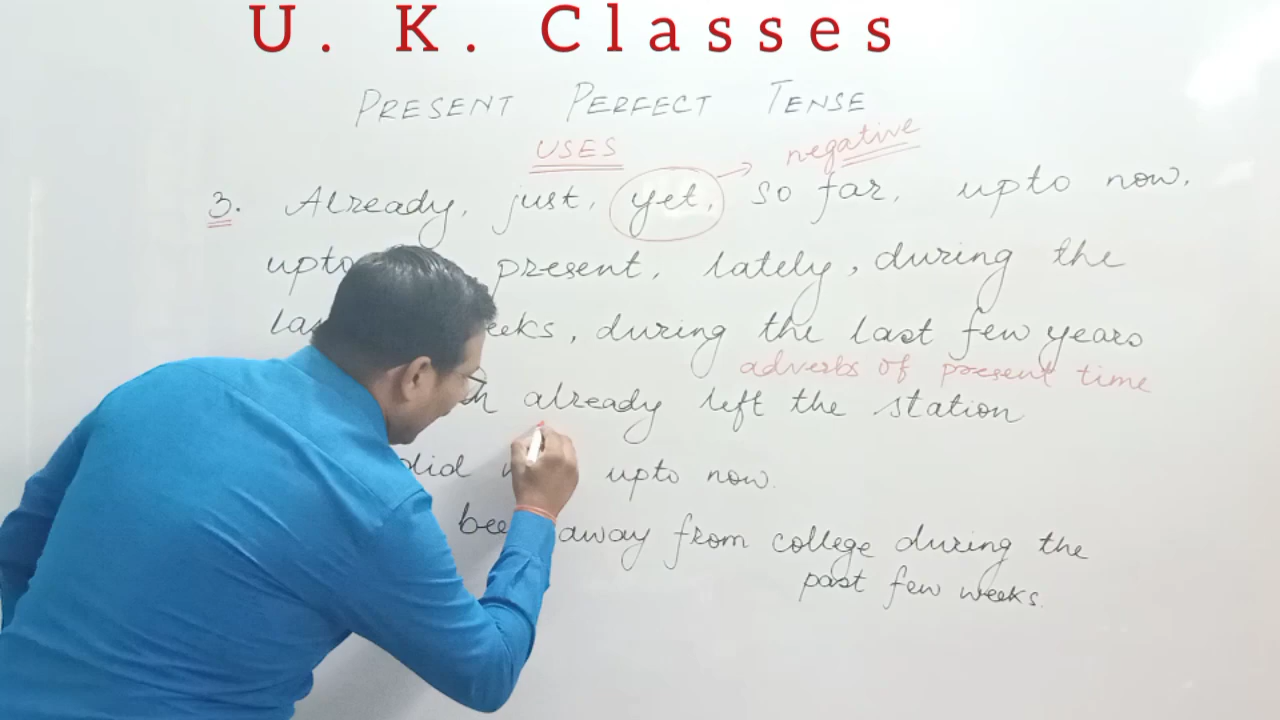 U. K. Classes
PRESENT PERFECT TENSE
USES
negative
3. Already, just, yet, so far, upto now,
upto present, lately, during the
during the last few years
adverbs of present time
already left the station
did upto now.
away from college during the
past few weeks.